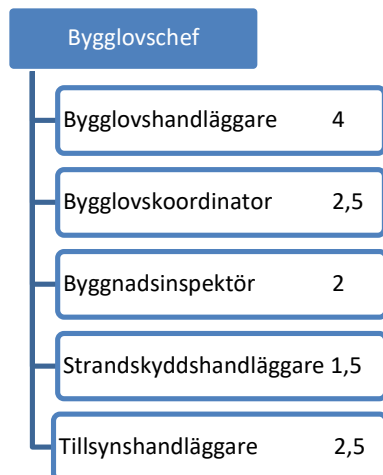 Bygglovschef
Bygglovshandläggare 4
Bygglovskoordinator 2,5
Byggnadsinspektör 2
Strandskyddshandläggare 1,5
Tillsynshandläggare 2,5